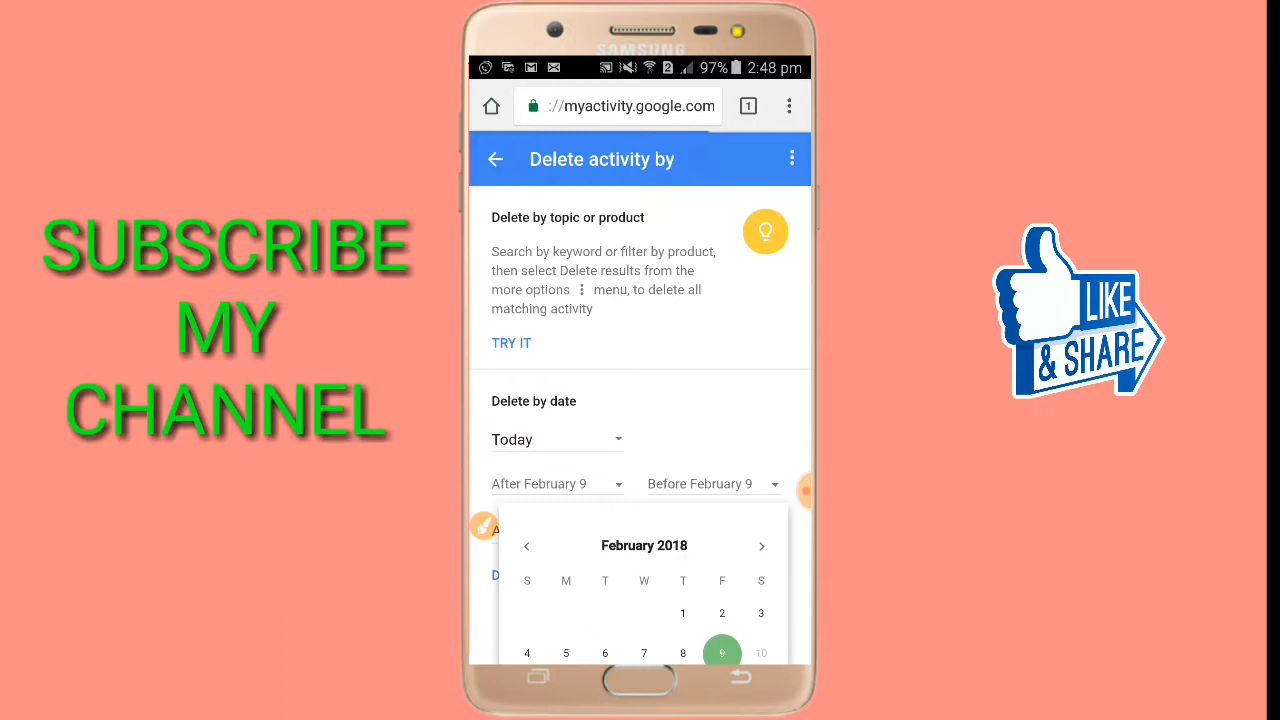 SUBSCRIBE
MY
CHANNEL
SAMSUNG
2 97% 2:48 pm
://myactivity.google.com 1
Delete activity by
Delete by topic or product
Search by keyword or filter by product,
then select Delete results from the
more options ⋮ menu, to delete all
matching activity
TRY IT
Delete by date
Today
After February 9 Before February 9
A
D
February 2018
S M T W T F S
1 2 3
4 5 6 7 8 9 10
LIKE
& SHARE